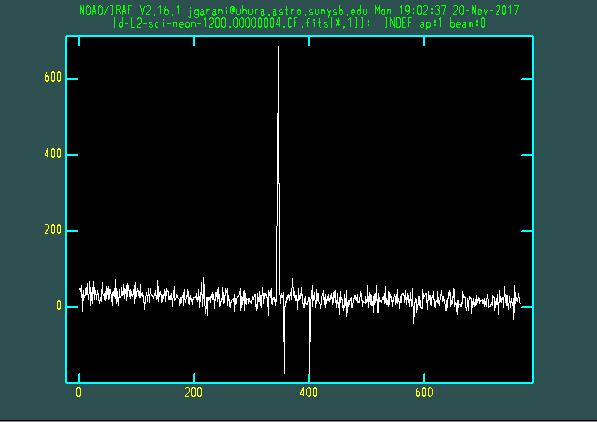 NOAO/IRAF V2.16.1 jgarani@uhura.astro.sunysb.edu Mon 19:02:37 20-Nov-2017
[d-L2-sci-neon-1200.00000004.CF.fits[*,1]]: INDEF ap:1 beam:0
600
400
200
0
0 200 400 600